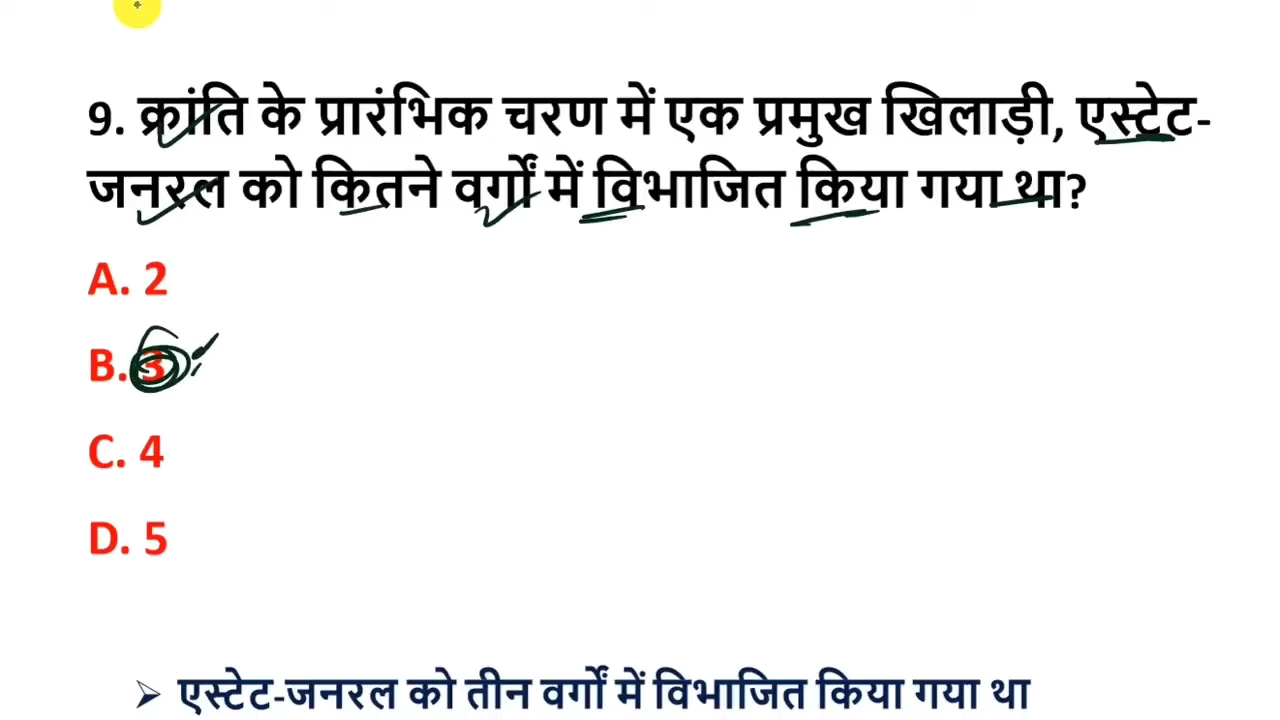 9. क्रांति के प्रारंभिक चरण में एक प्रमुख खिलाड़ी, एस्टेट-
जनरल को कितने वर्गों में विभाजित किया गया था?
A. 2
B. 3
C. 4
D. 5
➢ एस्टेट-जनरल को तीन वर्गों में विभाजित किया गया था